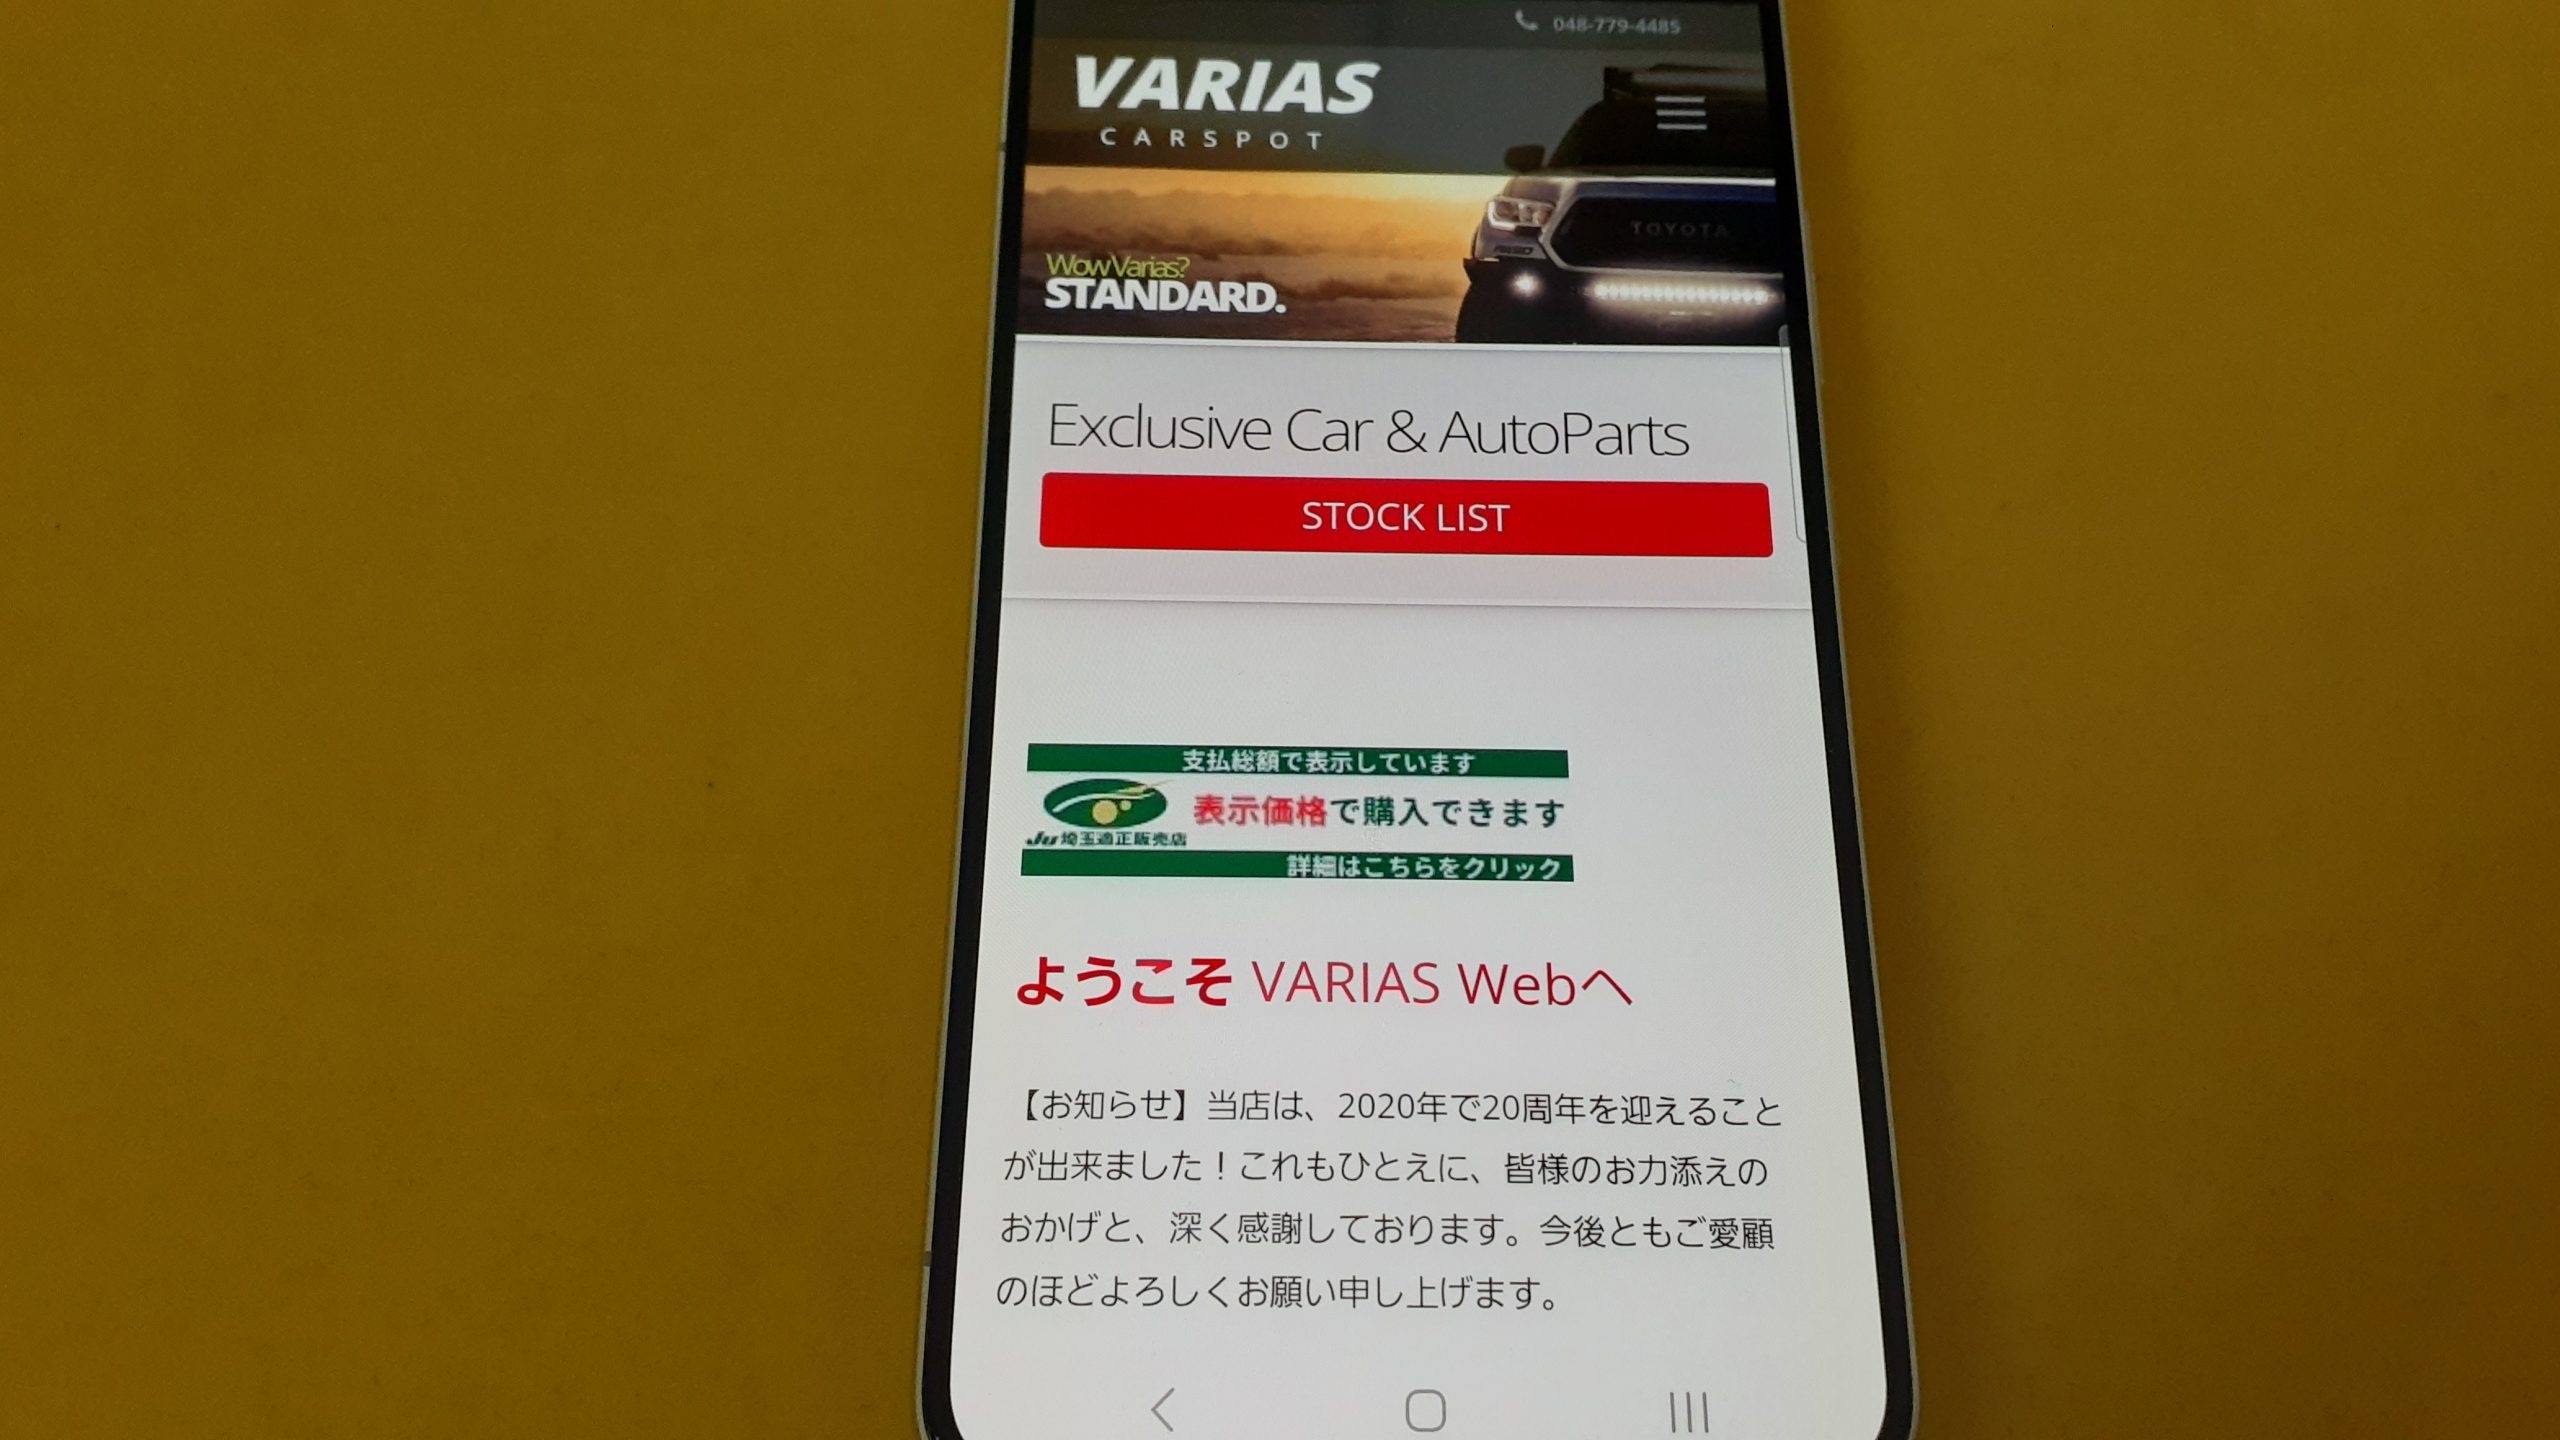 048-779-4485
VARIAS
CARSPOT
TOYOTA
Wow Varias?
STANDARD.
Exclusive Car & AutoParts
STOCK LIST
支払総額で表示しています
表示価格で購入できます
JU埼玉適正販売店
詳細はこちらをクリック
ようこそ VARIAS Webへ
【お知らせ】当店は、2020年で20周年を迎えること
が出来ました！これもひとえに、皆様のお力添えの
おかげと、深く感謝しております。今後ともご愛顧
のほどよろしくお願い申し上げます。